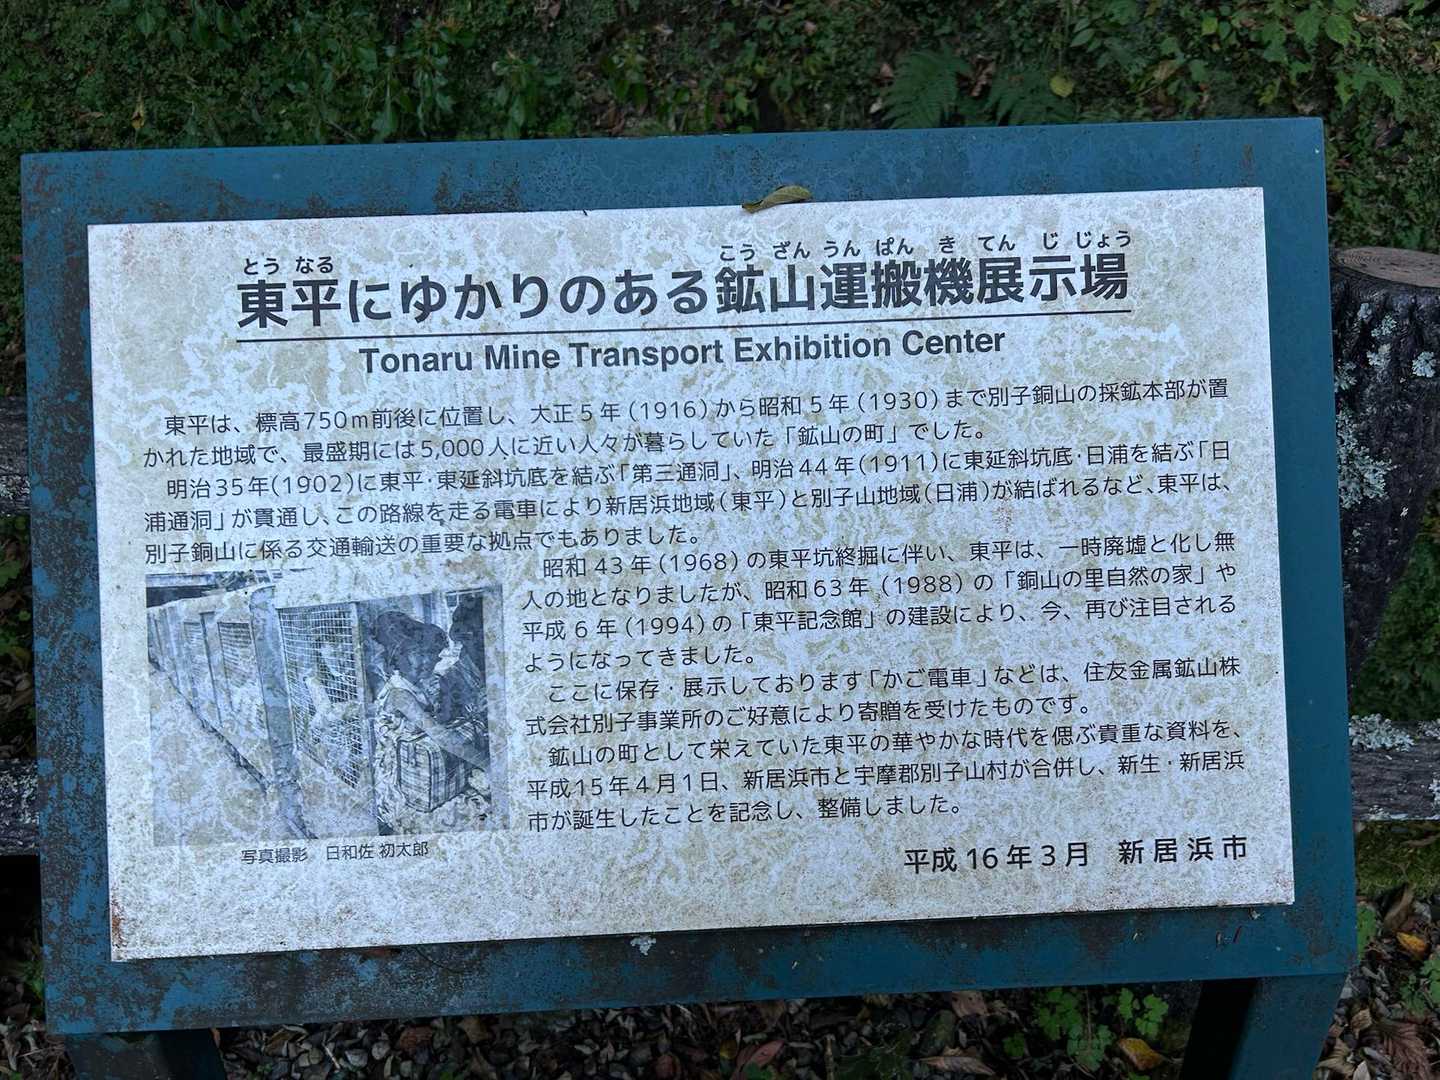 とうなる こうざんうんぱんきてんじじょう
東平にゆかりのある鉱山運搬機展示場
Tonaru Mine Transport Exhibition Center
東平は、標高750m前後に位置し、大正5年(1916)から昭和5年(1930)まで別子銅山の採鉱本部が置
かれた地域で、最盛期には5,000人に近い人々が暮らしていた「鉱山の町」でした。
明治35年(1902)に東平・東延斜坑底を結ぶ「第三通洞」、明治44年(1911)に東延斜坑底・日浦を結ぶ「日
浦通洞」が貫通し、この路線を走る電車により新居浜地域(東平)と別子山地域(日浦)が結ばれるなど、東平は、
別子銅山に係る交通輸送の重要な拠点でもありました。
昭和43年(1968)の東平坑終掘に伴い、東平は、一時廃墟と化し無
人の地となりましたが、昭和63年(1988)の「銅山の里自然の家」や
平成6年(1994)の「東平記念館」の建設により、今、再び注目される
ようになってきました。
ここに保存・展示しております「かご電車」などは、住友金属鉱山株
式会社別子事業所のご好意により寄贈を受けたものです。
鉱山の町として栄えていた東平の華やかな時代を偲ぶ貴重な資料を、
平成15年4月1日、新居浜市と宇摩郡別子山村が合併し、新生・新居浜
市が誕生したことを記念し、整備しました。
写真撮影 日和佐 初太郎
平成16年3月 新居浜市